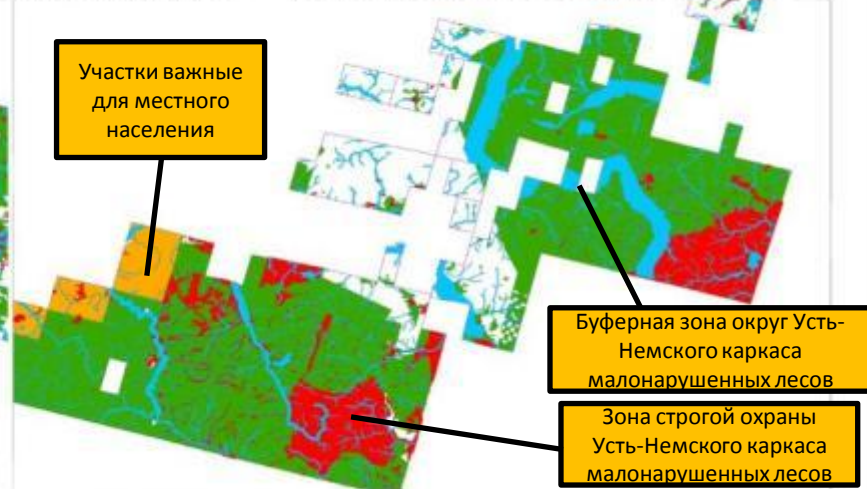 Участки важные
для местного
населения
Буферная зона округ Усть-
Немского каркаса
малонарушенных лесов
Зона строгой охраны
Усть-Немского каркаса
малонарушенных лесов